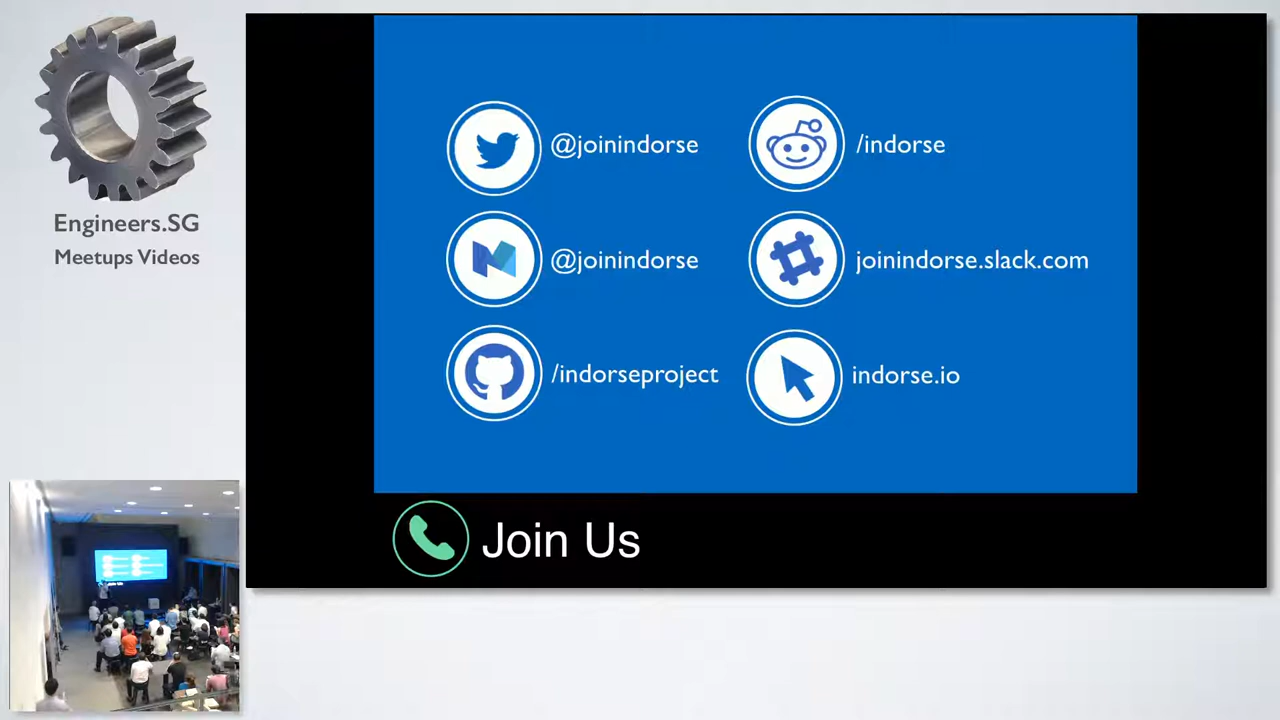 Engineers.SG
Meetups Videos
@joinindorse
/indorse
@joinindorse
joinindorse.slack.com
/indorseproject
indorse.io
Join Us